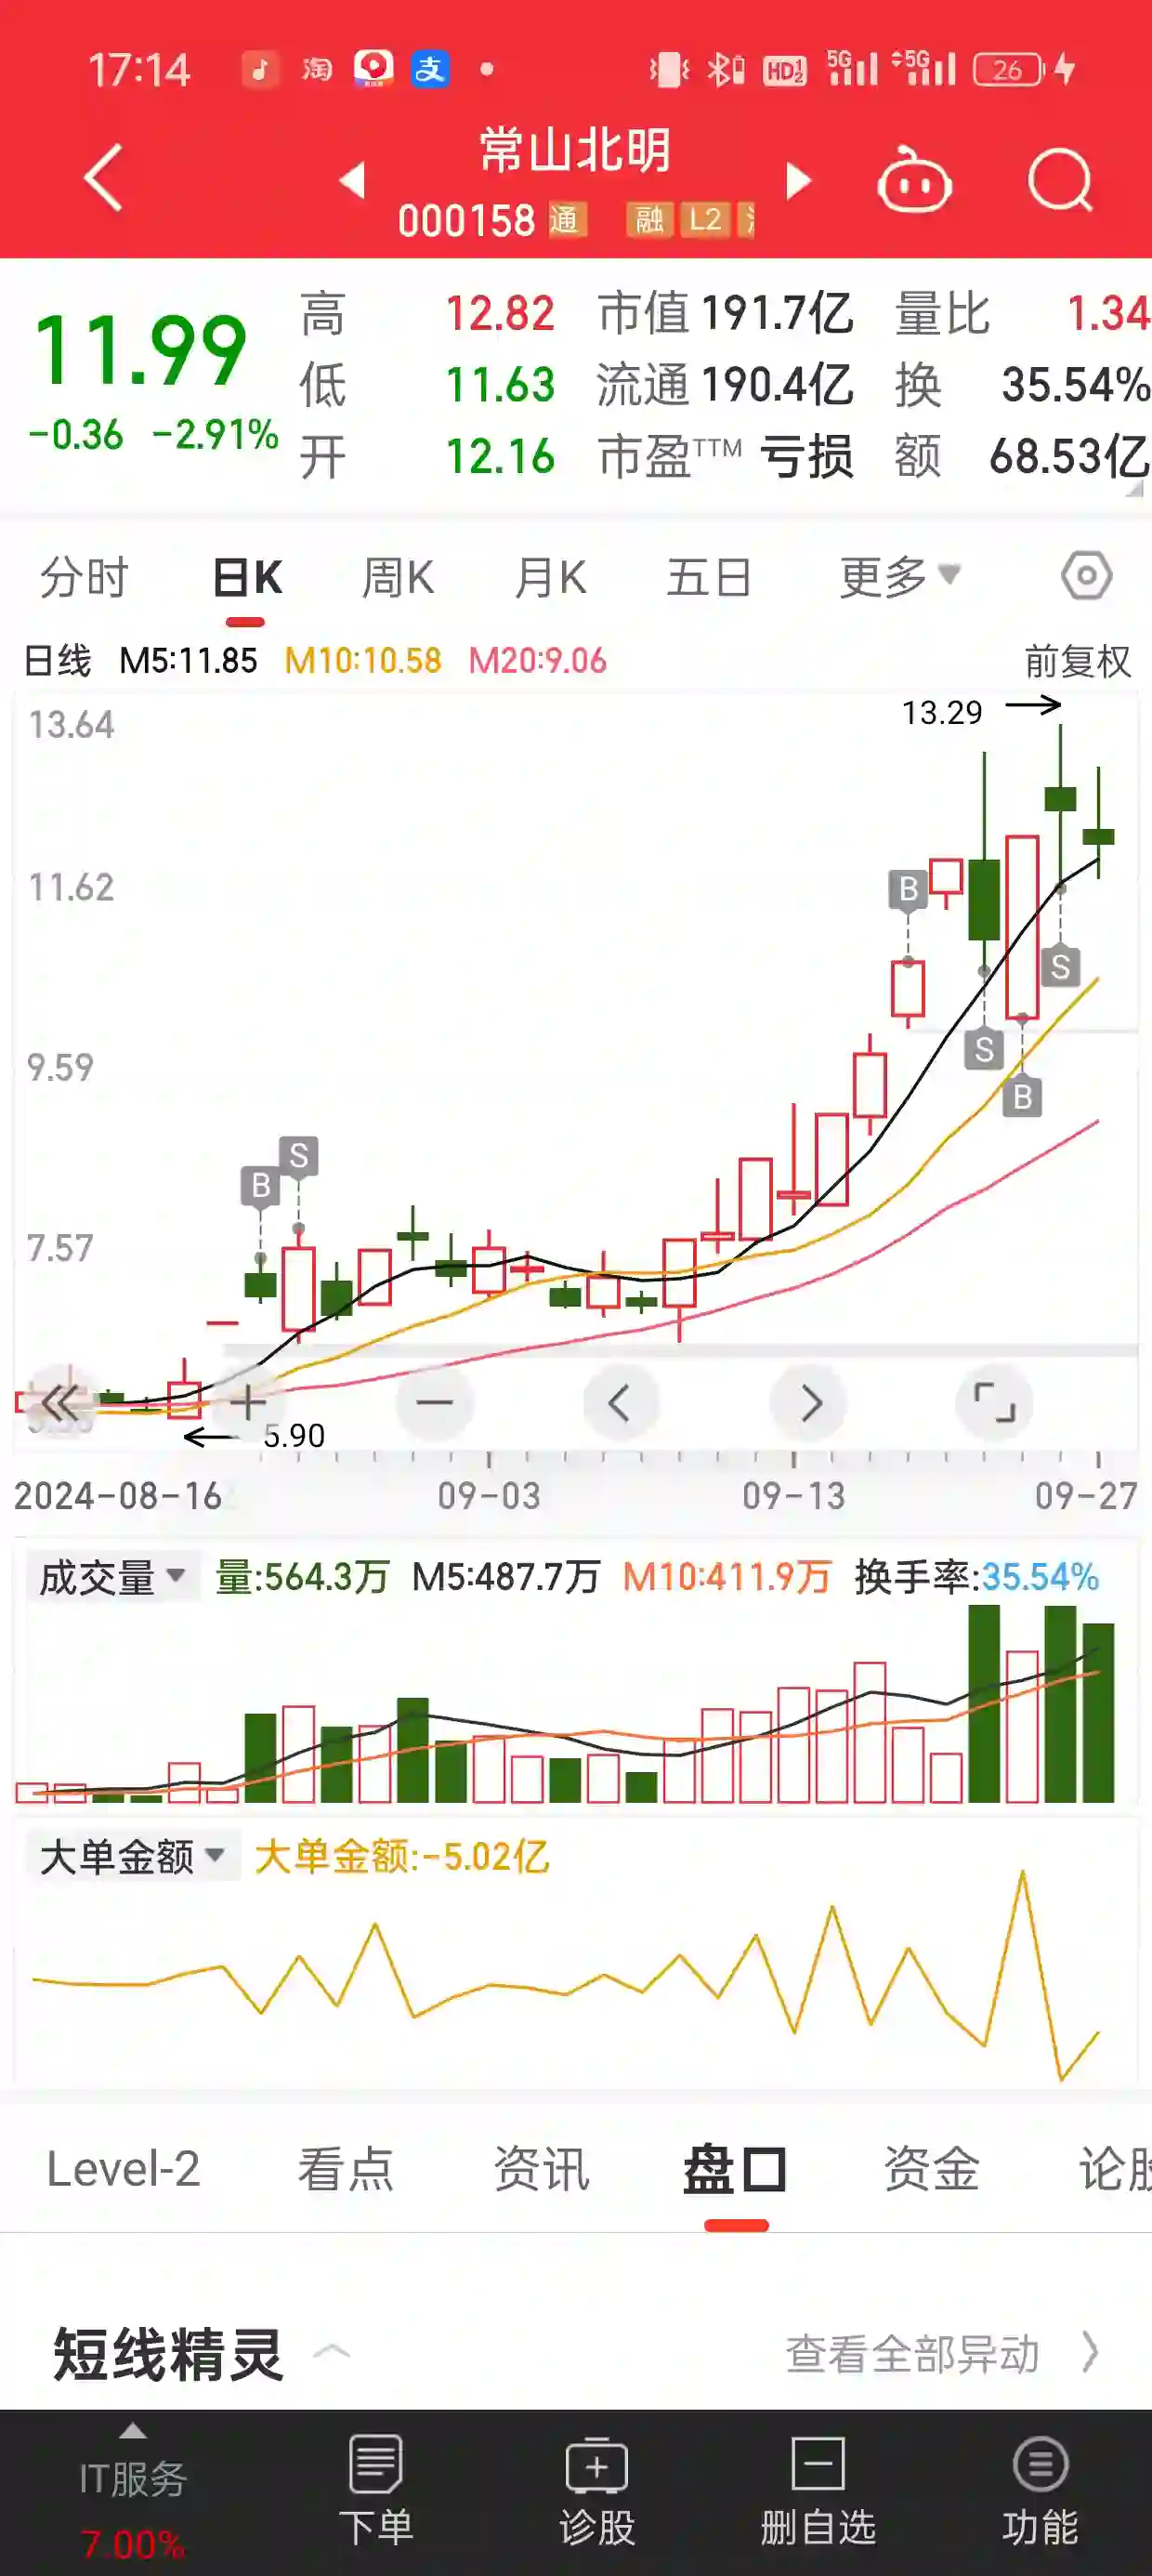 17:14 淘 支 HD1 2 5G 5G 26
常山北明
000158 通 融 L2
11.99
-0.36 -2.91%
高 12.82 市值 191.7亿 量比 1.34
低 11.63 流通 190.4亿 换 35.54%
开 12.16 市盈TTM 亏损 额 68.53亿
分时 日K 周K 月K 五日 更多
日线 M5:11.85 M10:10.58 M20:9.06 前复权
13.29
13.64
11.62
B
S
9.59
S
B
S
B
7.57
5.90
2024-08-16 09-03 09-13 09-27
成交量 量:564.3万 M5:487.7万 M10:411.9万 换手率:35.54%
大单金额 大单金额:-5.02亿
Level-2 看点 资讯 盘口 资金 论股
短线精灵 查看全部异动
IT服务
7.00%
下单 诊股 删自选 功能